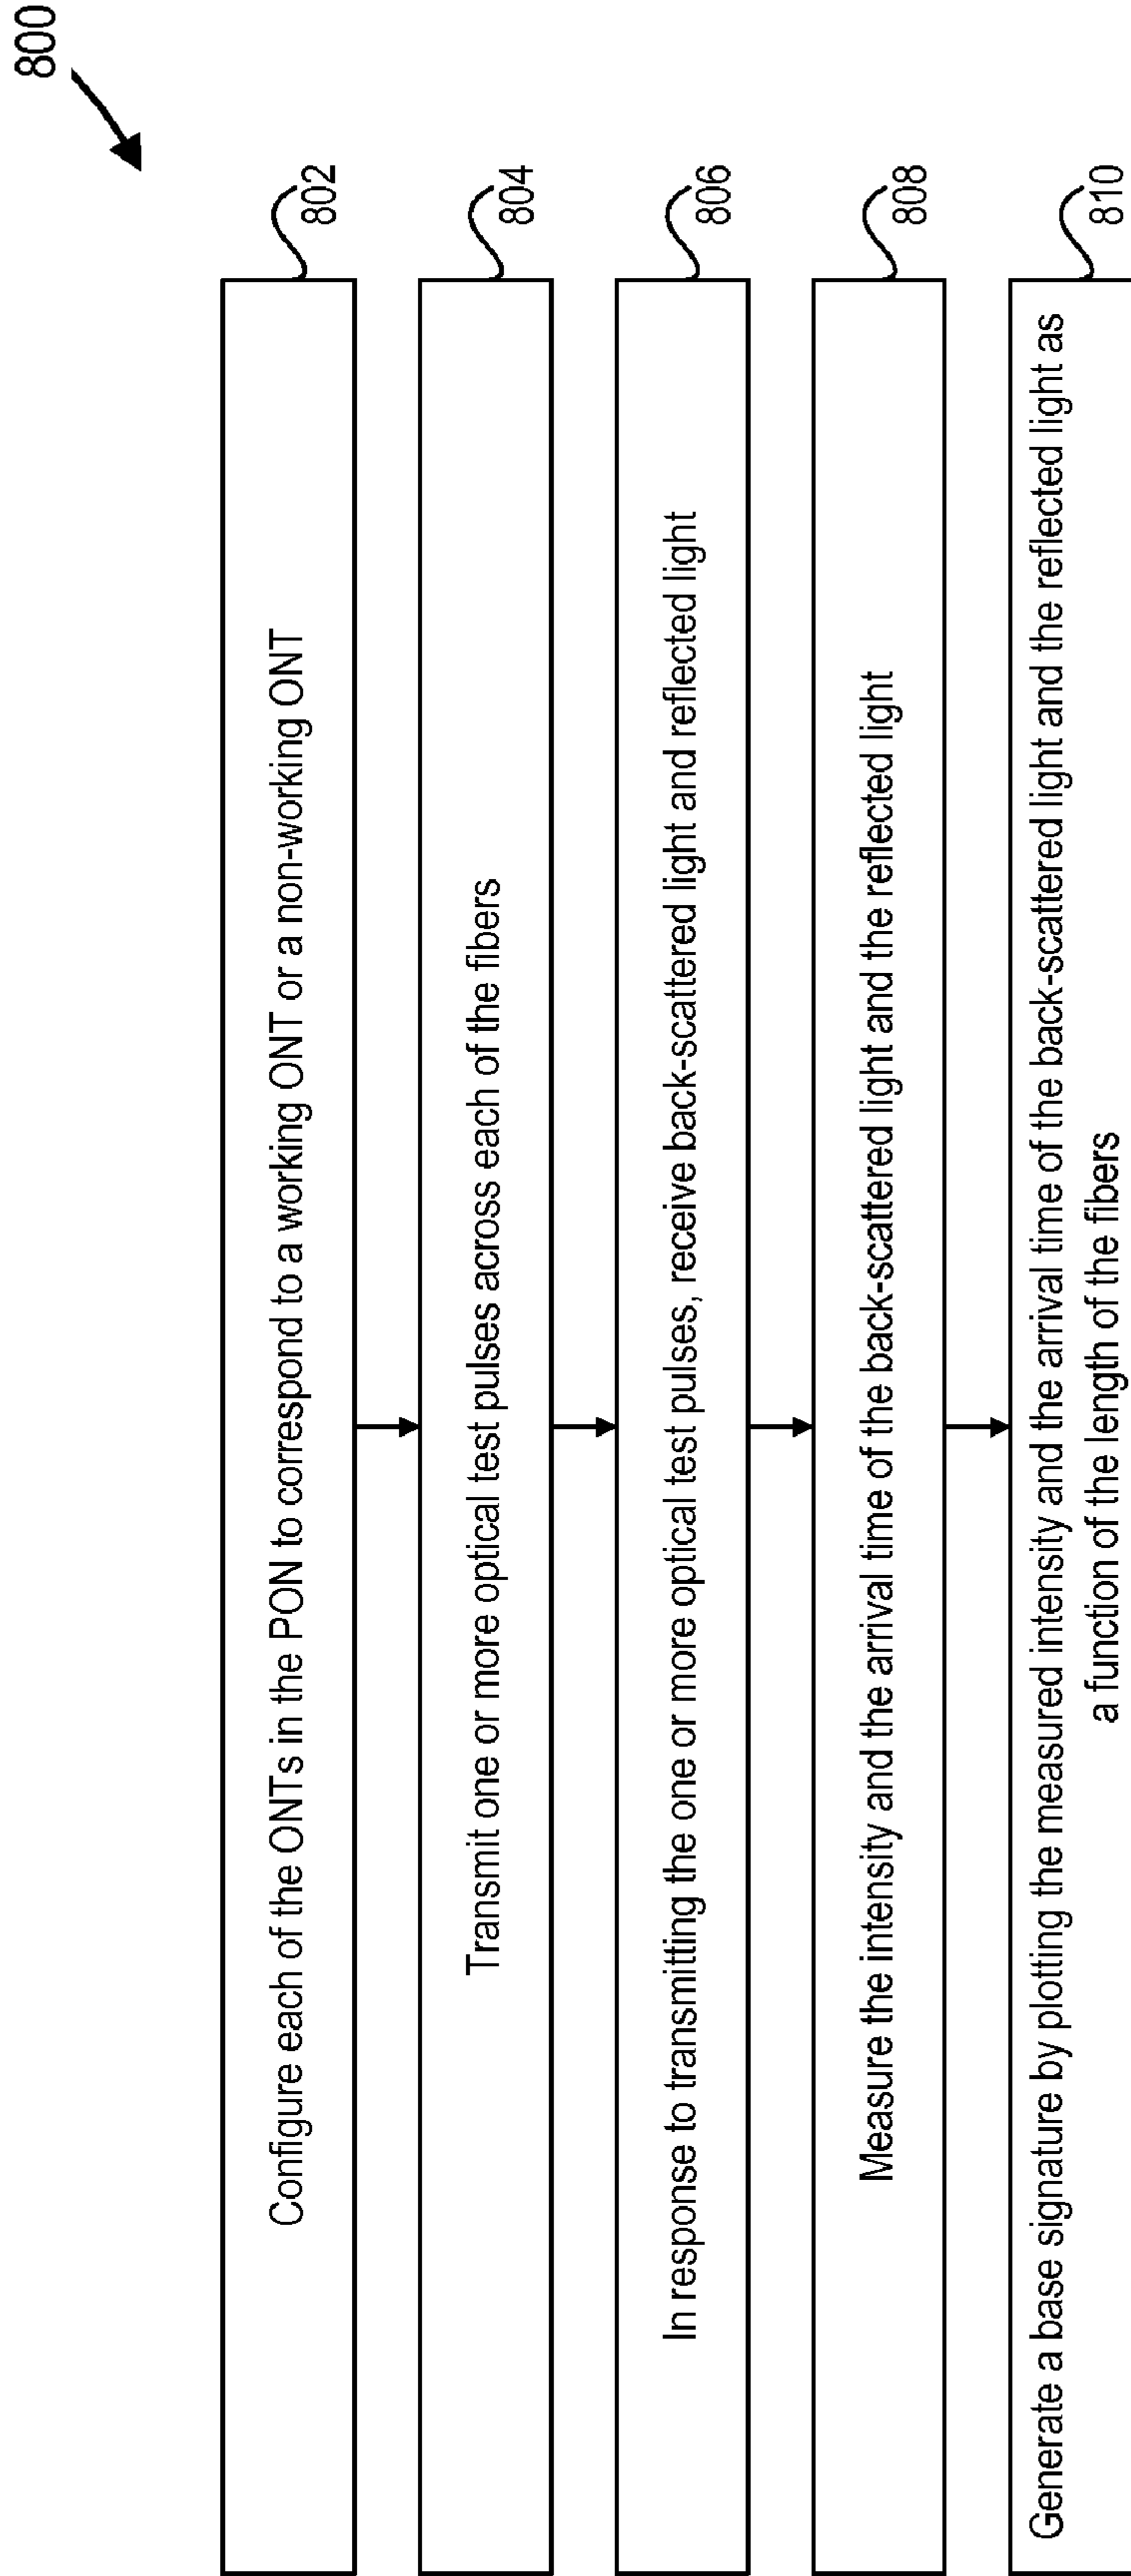 800
Configure each of the ONTs in the PON to correspond to a working ONT or a non-working ONT
802
Transmit one or more optical test pulses across each of the fibers
804
In response to transmitting the one or more optical test pulses, receive back-scattered light and reflected light
806
Measure the intensity and the arrival time of the back-scattered light and the reflected light
808
Generate a base signature by plotting the measured intensity and the arrival time of the back-scattered light and the reflected light as
a function of the length of the fibers
810